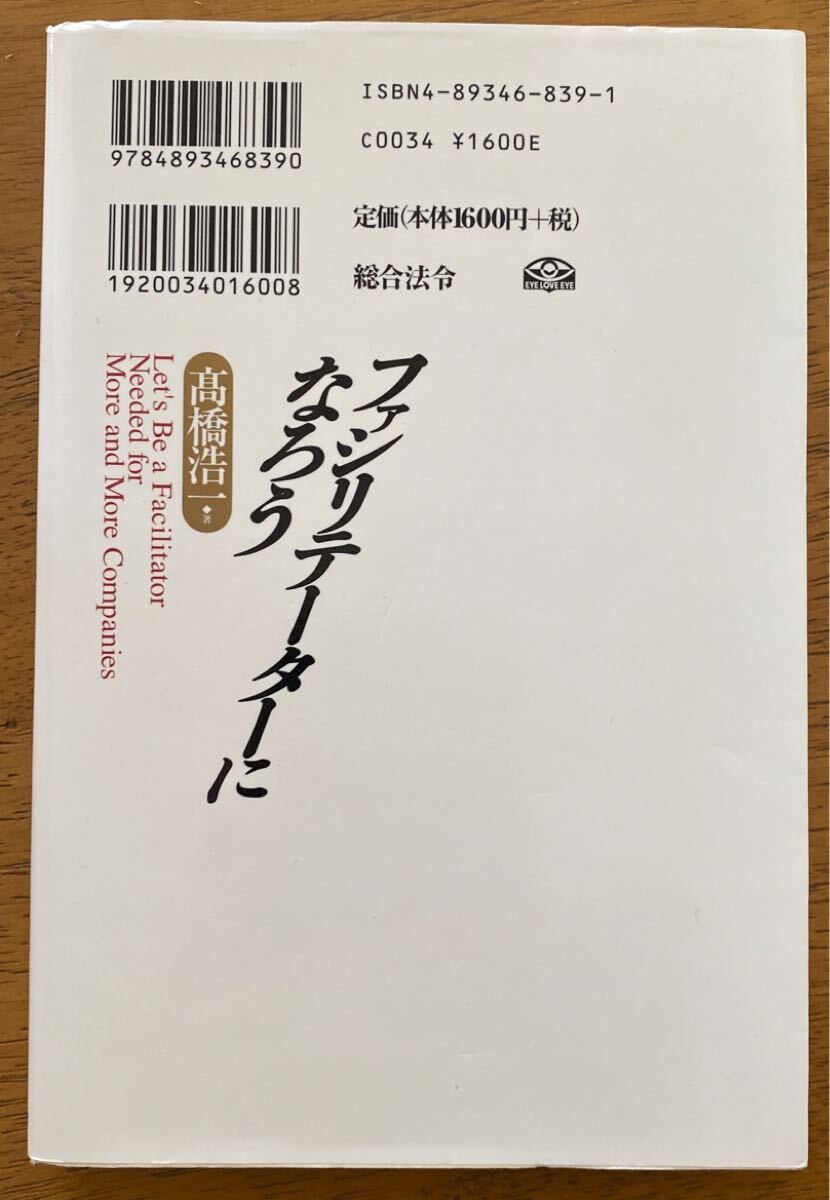 ISBN4-89346-839-1
9784893468390
C0034 ¥1600E
定価(本体1600円+税)
1920034016008
総合法令
EYE LOVE EYE
ファシリテーターに
なろう
髙橋浩一◆著
Let's Be a Facilitator
Needed for
More and More Companies